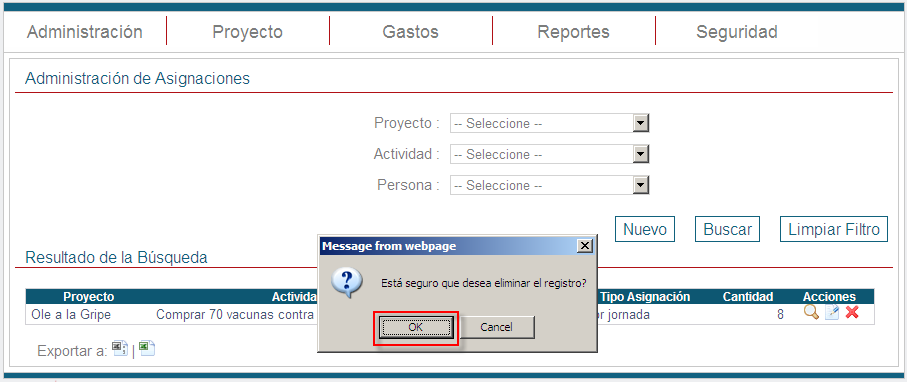 Administración Proyecto Gastos Reportes Seguridad
Administración de Asignaciones
Proyecto : -- Seleccione --
Actividad : -- Seleccione --
Persona : -- Seleccione --
Nuevo Buscar Limpiar Filtro
Message from webpage
Resultado de la Búsqueda
Está seguro que desea eliminar el registro?
Proyecto Tipo Asignación Cantidad Acciones
Ole a la Gripe Comprar 70 vacunas contra jornada 8
OK Cancel
Exportar a: |